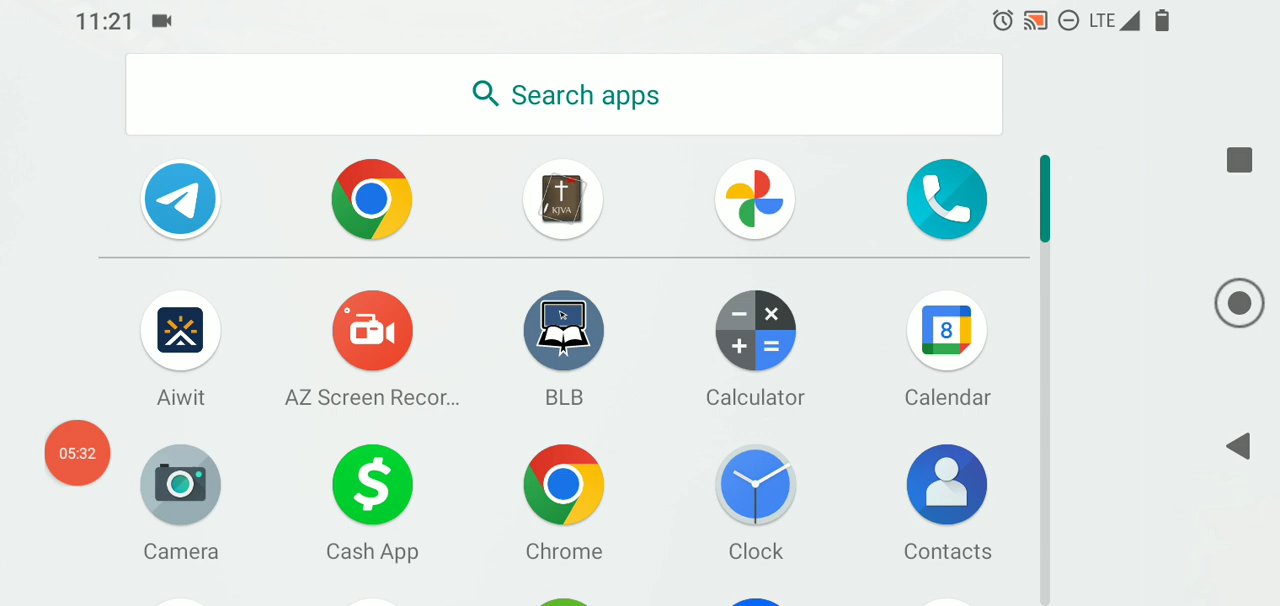 11:21 LTE
Search apps
KJVA
8
Aiwit AZ Screen Recor... BLB Calculator Calendar
05:32
Camera Cash App Chrome Clock Contacts